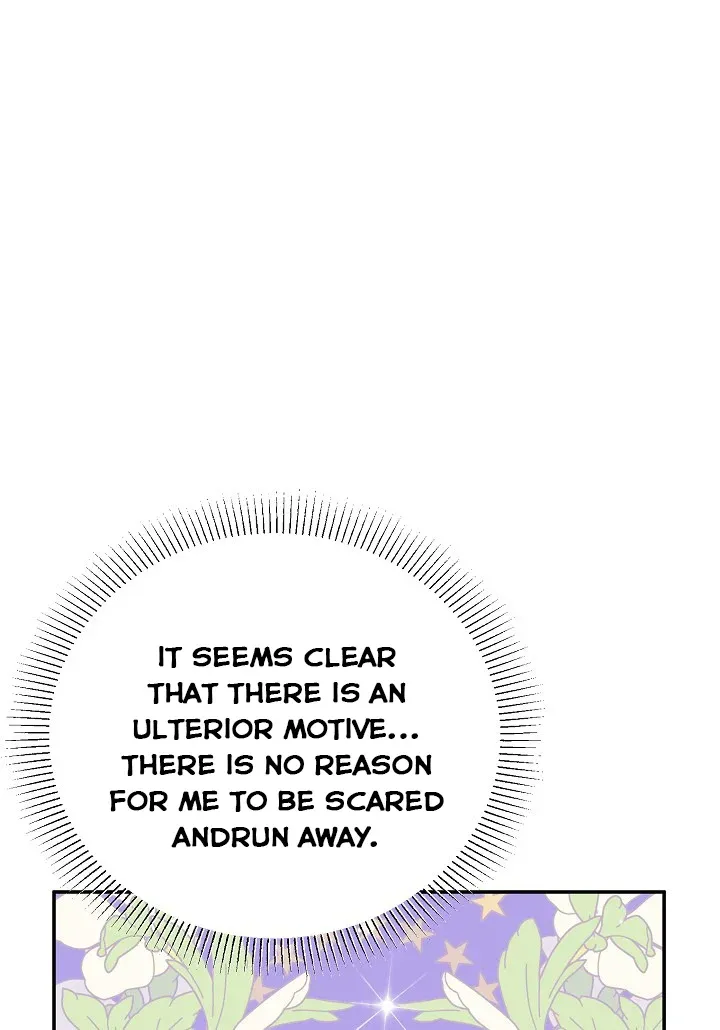 IT SEEMS CLEAR
THAT THERE IS AN
ULTERIOR MOTIVE...
THERE IS NO REASON
FOR ME TO BE SCARED
ANDRUN AWAY.